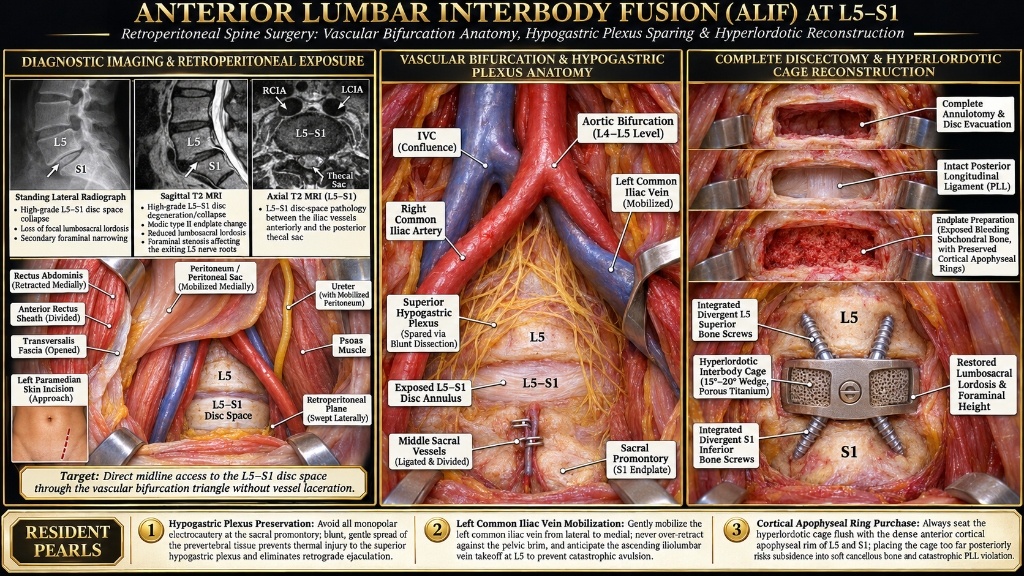 ANTERIOR LUMBAR INTERBODY FUSION (ALIF) AT L5–S1
Retroperitoneal Spine Surgery: Vascular Bifurcation Anatomy, Hypogastric Plexus Sparing & Hyperlordotic Reconstruction
DIAGNOSTIC IMAGING & RETROPERITONEAL EXPOSURE
L5
S1
L5
S1
RCIA
LCIA
L5–S1
Thecal
Sac
Standing Lateral Radiograph
• High-grade L5–S1 disc space
collapse
• Loss of focal lumbosacral lordosis
• Secondary foraminal narrowing
Sagittal T2 MRI
• High-grade L5–S1 disc
degeneration/collapse
• Modic type II endplate change
• Reduced lumbosacral lordosis
• Foraminal stenosis affecting
the exiting L5 nerve roots
Axial T2 MRI (L5–S1)
• L5–S1 disc-space pathology
between the iliac vessels
anteriorly and the posterior
thecal sac
Rectus Abdominis
(Retracted Medially)
Anterior Rectus
Sheath (Divided)
Transversalis
Fascia (Opened)
Left Paramedian
Skin Incision
(Approach)
Peritoneum /
Peritoneal Sac
(Mobilized Medially)
Ureter
(with Mobilized
Peritoneum)
Psoas
Muscle
Retroperitoneal
Plane
(Swept Laterally)
L5
L5–S1
Disc Space
Target: Direct midline access to the L5–S1 disc space
through the vascular bifurcation triangle without vessel laceration.
VASCULAR BIFURCATION & HYPOGASTRIC
PLEXUS ANATOMY
IVC
(Confluence)
Aortic Bifurcation
(L4–L5 Level)
Left Common
Iliac Vein
(Mobilized)
Right
Common
Iliac Artery
Superior
Hypogastric
Plexus
(Spared via
Blunt Dissection)
L5
Exposed L5–S1
Disc Annulus
L5–S1
Middle Sacral
Vessels
(Ligated & Divided)
Sacral
Promontory
(S1 Endplate)
COMPLETE DISCECTOMY & HYPERLORDOTIC
CAGE RECONSTRUCTION
Complete
Annulotomy &
Disc Evacuation
Intact Posterior
Longitudinal
Ligament (PLL)
Endplate Preparation
(Exposed Bleeding
Subchondral Bone,
with Preserved
Cortical Apophyseal
Rings)
Integrated
Divergent L5
Superior
Bone Screws
L5
Hyperlordotic
Interbody Cage
(15°–20° Wedge,
Porous Titanium)
Restored
Lumbosacral
Lordosis &
Foraminal
Height
Integrated
Divergent S1
Inferior
Bone Screws
S1
RESIDENT
PEARLS
1
Hypogastric Plexus Preservation: Avoid all monopolar
electrocautery at the sacral promontory; blunt,
gentle spread of the prevertebral tissue prevents thermal injury to the superior
hypogastric plexus and eliminates retrograde ejaculation.
2
Left Common Iliac Vein Mobilization: Gently mobilize the
left common iliac vein from lateral to medial; never over-retract
against the pelvic brim, and anticipate the ascending iliolumbar
vein takeoff at L5 to prevent catastrophic avulsion.
3
Cortical Apophyseal Ring Purchase: Always seat the
hyperlordotic cage flush with the dense anterior cortical
apophyseal rim of L5 and S1; placing the cage too far posteriorly
risks subsidence into soft cancellous bone and catastrophic PLL violation.